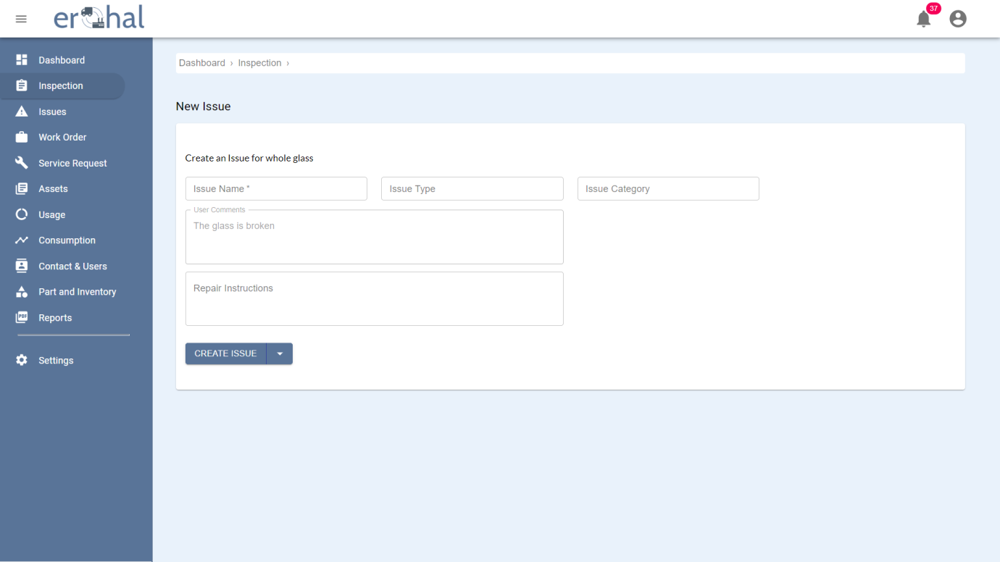 er hal
37
Dashboard
Inspection
Issues
Work Order
Service Request
Assets
Usage
Consumption
Contact & Users
Part and Inventory
PDF
Reports
Settings
Dashboard › Inspection ›
New Issue
Create an Issue for whole glass
Issue Name * Issue Type Issue Category
User Comments
The glass is broken
Repair Instructions
CREATE ISSUE